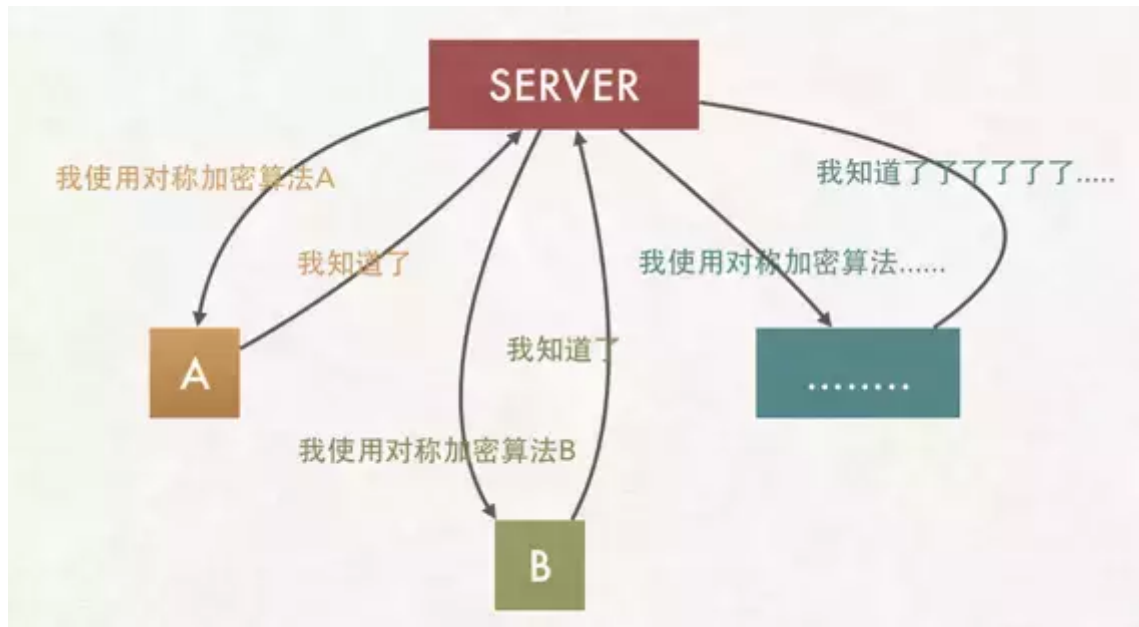 SERVER
我使用对称加密算法A
我知道了了了了了了.....
我知道了
我使用对称加密算法......
我知道了
A
........
我使用对称加密算法B
B